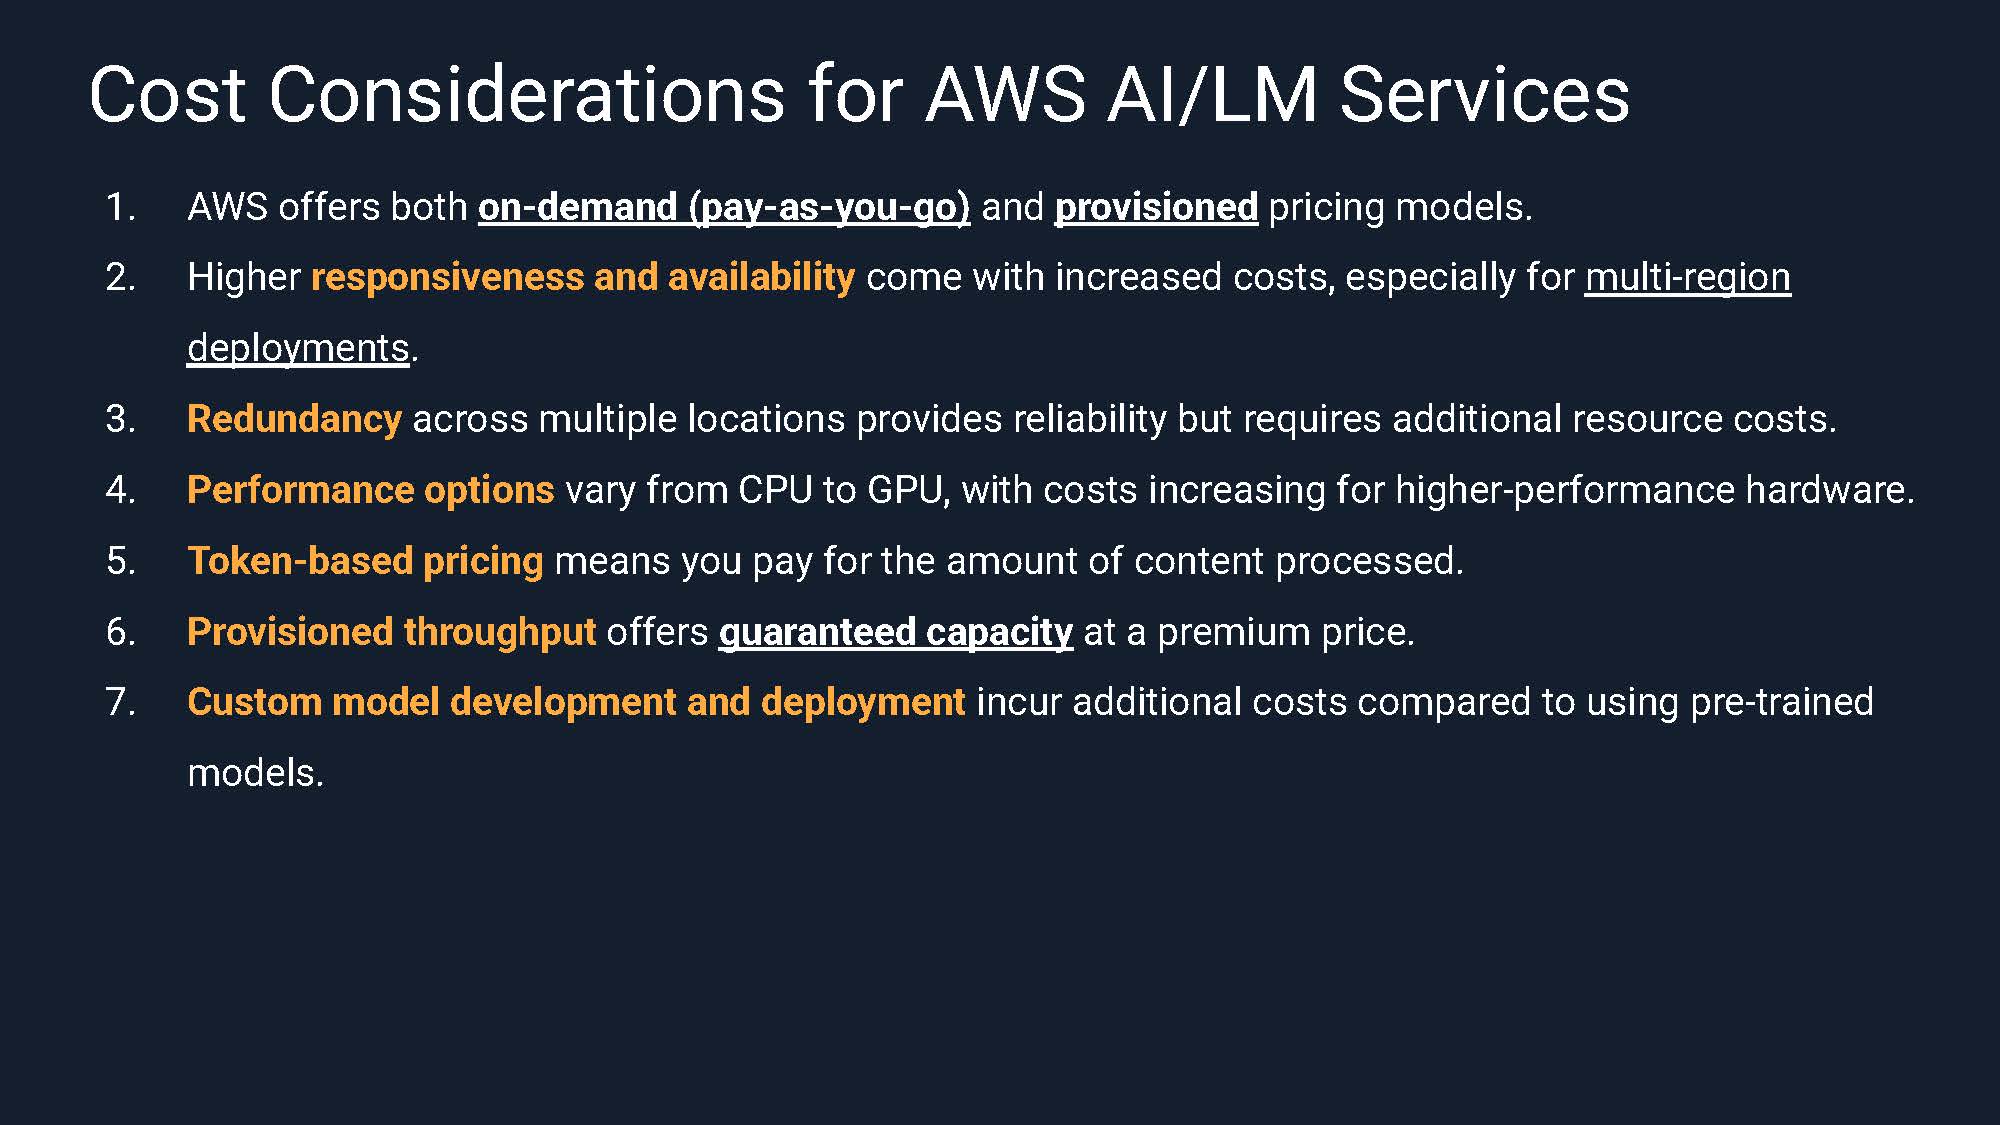 Cost Considerations for AWS AI/LM Services
1. AWS offers both on-demand (pay-as-you-go) and provisioned pricing models.
2. Higher responsiveness and availability come with increased costs, especially for multi-region
deployments.
3. Redundancy across multiple locations provides reliability but requires additional resource costs.
4. Performance options vary from CPU to GPU, with costs increasing for higher-performance hardware.
5. Token-based pricing means you pay for the amount of content processed.
6. Provisioned throughput offers guaranteed capacity at a premium price.
7. Custom model development and deployment incur additional costs compared to using pre-trained
models.